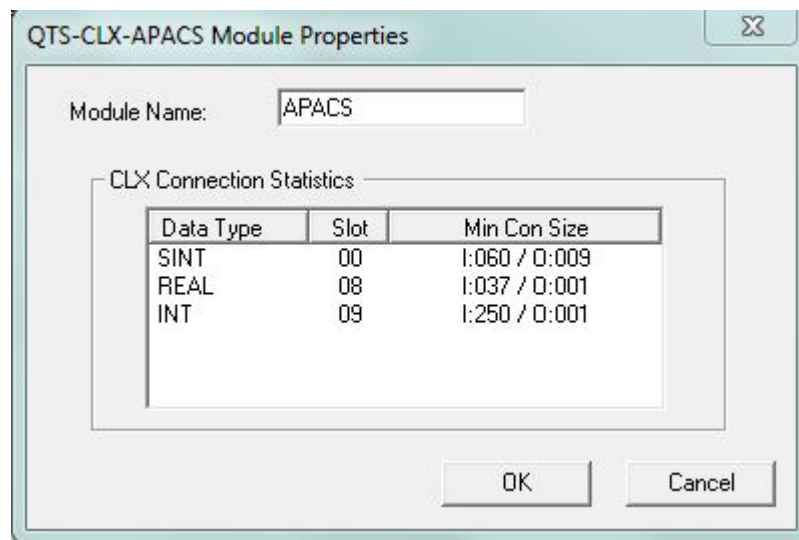 QTS-CLX-APACS Module Properties
Module Name: APACS
CLX Connection Statistics
Data Type Slot Min Con Size
SINT 00 I:060 / O:009
REAL 08 I:037 / O:001
INT 09 I:250 / O:001
OK Cancel